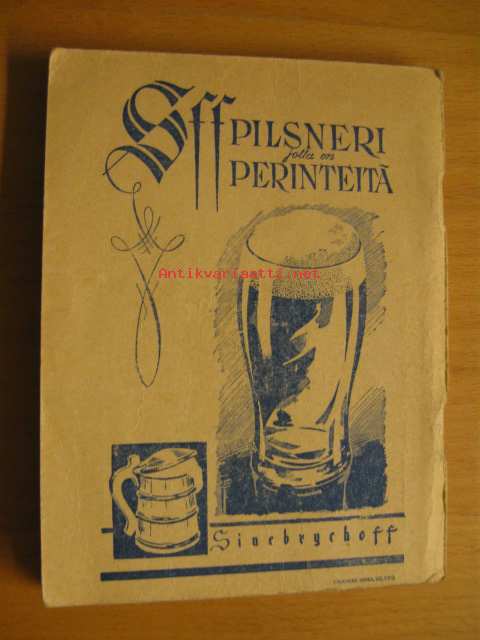 Sff PILSNERI
jolla on
PERINTEITÄ
Antikvariaatti.net
Sinebrychoff